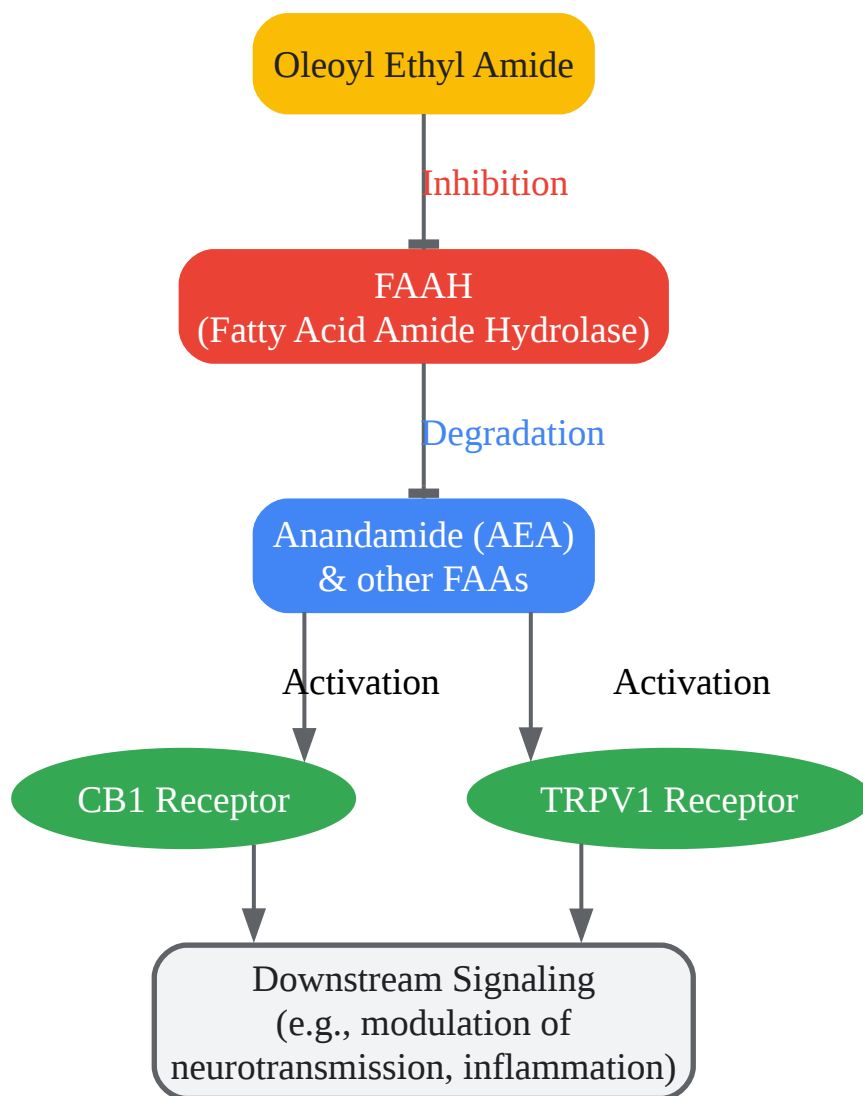 Oleoyl Ethyl Amide
Inhibition
FAAH
(Fatty Acid Amide Hydrolase)
Degradation
Anandamide (AEA)
& other FAAs
Activation
Activation
CB1 Receptor
TRPV1 Receptor
Downstream Signaling
(e.g., modulation of
neurotransmission, inflammation)